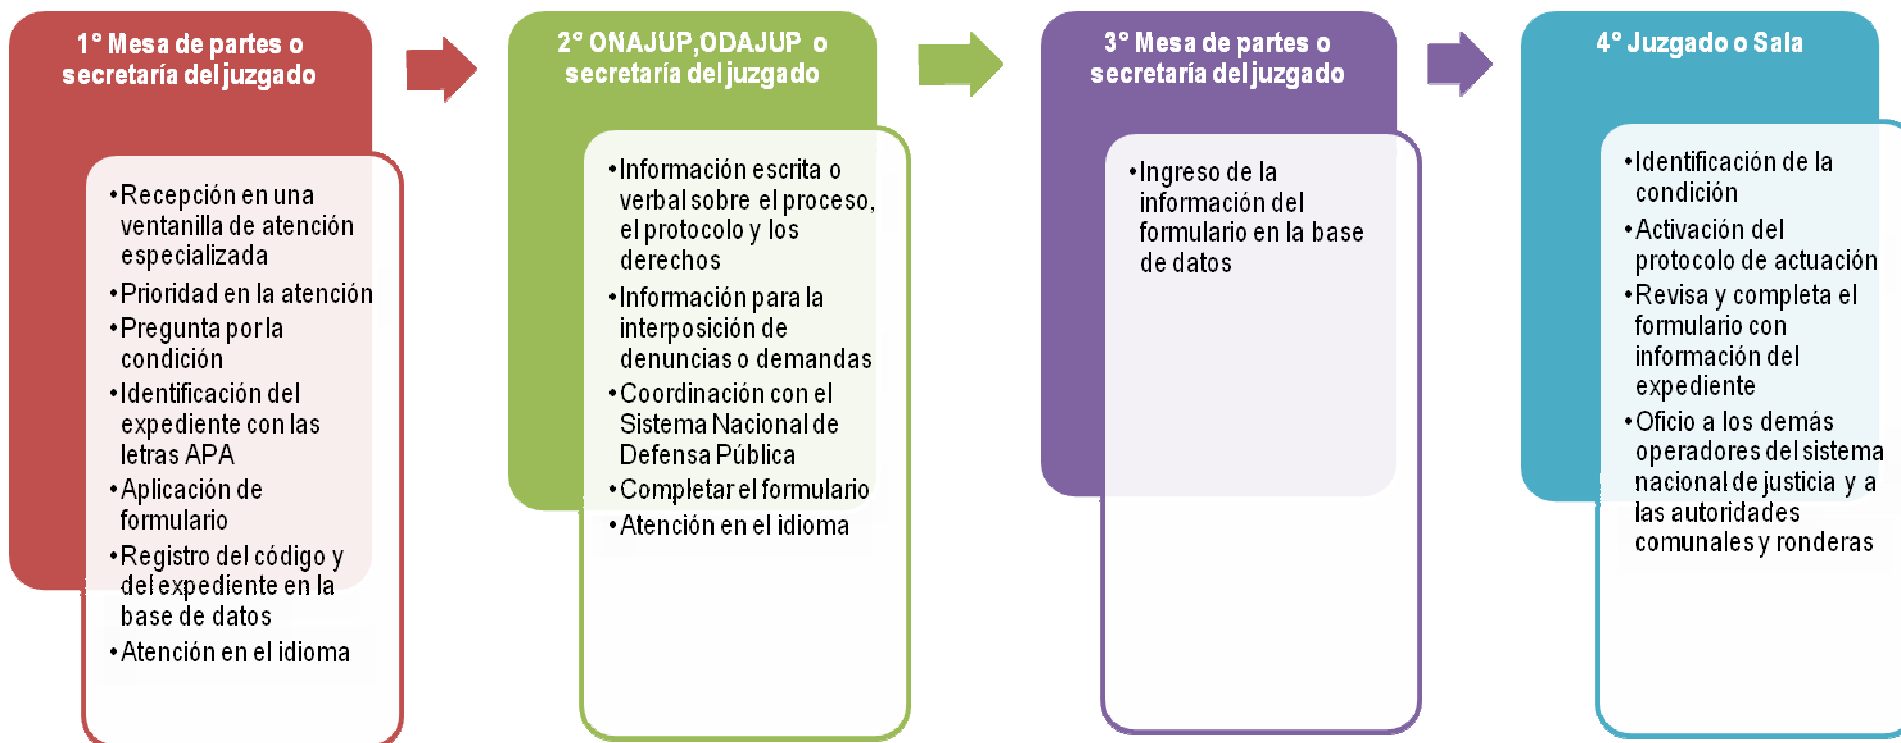 1° Mesa de partes o
secretaría del juzgado
•Recepción en una
ventanilla de atención
especializada
•Prioridad en la atención
•Pregunta por la
condición
•Identificación del
expediente con las
letras APA
•Aplicación de
formulario
•Registro del código y
del expediente en la
base de datos
•Atención en el idioma
2° ONAJUP,ODAJUP o
secretaría del juzgado
•Información escrita o
verbal sobre el proceso,
el protocolo y los
derechos
•Información para la
interposición de
denuncias o demandas
•Coordinación con el
Sistema Nacional de
Defensa Pública
•Completar el formulario
•Atención en el idioma
3° Mesa de partes o
secretaría del juzgado
•Ingreso de la
información del
formulario en la base
de datos
4° Juzgado o Sala
•Identificación de la
condición
•Activación del
protocolo de actuación
•Revisa y completa el
formulario con
información del
expediente
•Oficio a los demás
operadores del sistema
nacional de justicia y a
las autoridades
comunales y ronderas